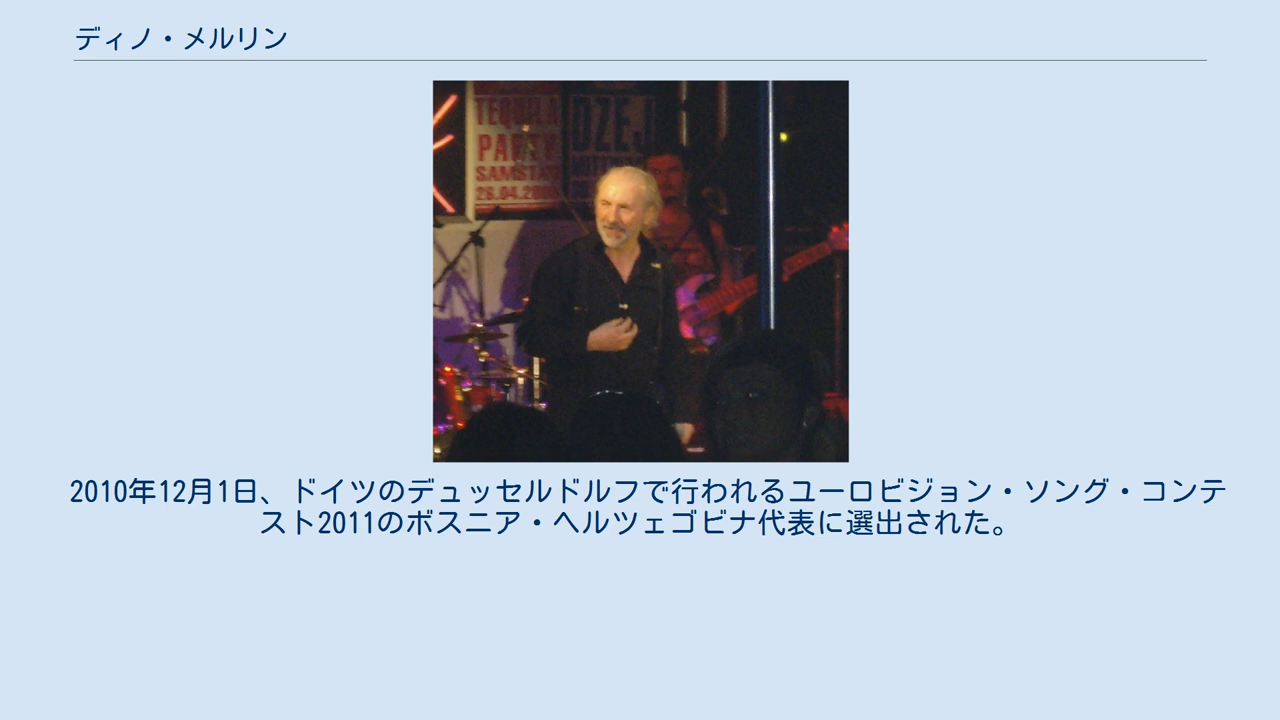 ディノ・メルリン
TEQUILA
PARTY
SAMSTAG
DZEJ
2010年12月1日、ドイツのデュッセルドルフで行われるユーロビジョン・ソング・コンテ
スト2011のボスニア・ヘルツェゴビナ代表に選出された。